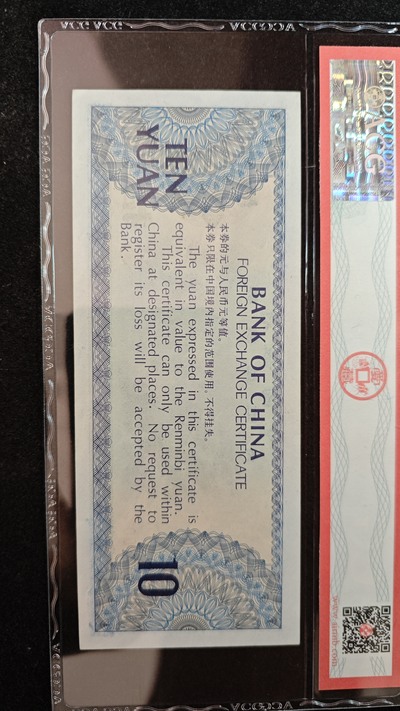 BANK OF CHINA
FOREIGN EXCHANGE CERTIFICATE
TEN
YUAN
本券的元与人民币元等值。
本券只限在中国境内指定的范围使用，不得挂失。
The yuan expressed in this certificate is
equivalent in value to the Renminbi yuan.
This certificate can only be used within
China at designated places. No request to
register its loss will be accepted by the
Bank.
10
ACG